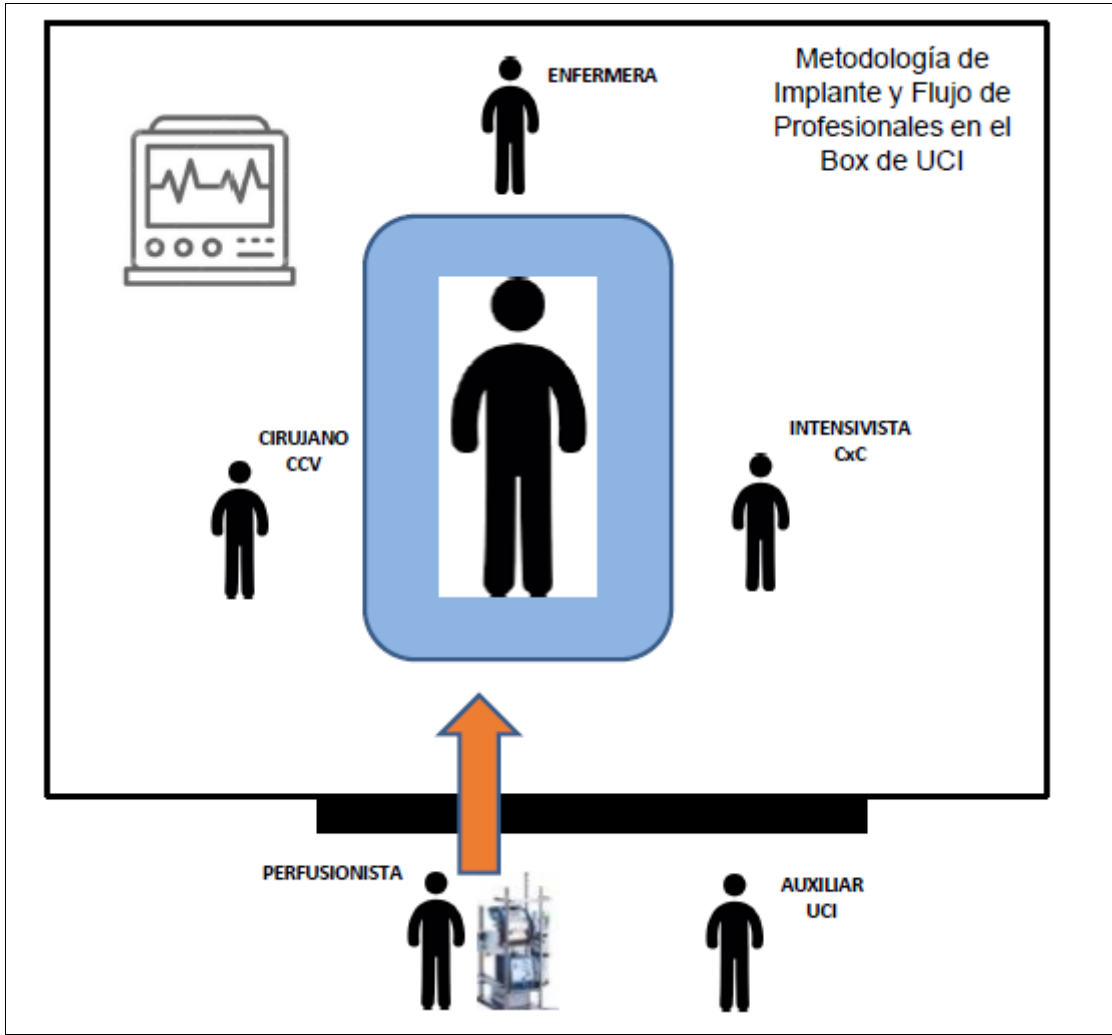 Metodología de
Implante y Flujo de
Profesionales en el
Box de UCI
ENFERMERA
CIRUJANO
CCV
INTENSIVISTA
CxC
PERFUSIONISTA
AUXILIAR
UCI